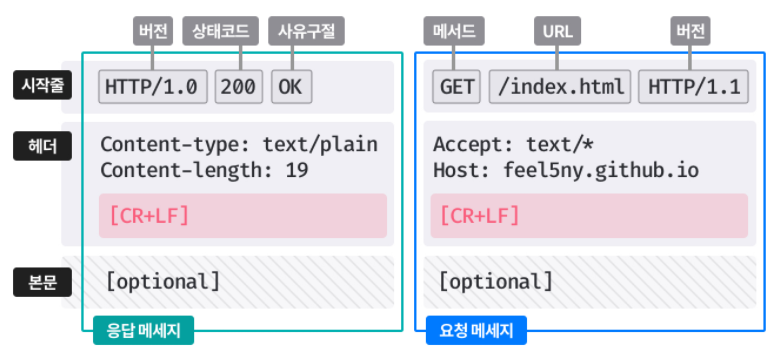 버전 상태코드 사유구절 메서드 URL 버전
시작줄 HTTP/1.0 200 OK GET /index.html HTTP/1.1
헤더 Content-type: text/plain Accept: text/*
Content-length: 19 Host: feel5ny.github.io
[CR+LF] [CR+LF]
본문 [optional] [optional]
응답 메세지 요청 메세지